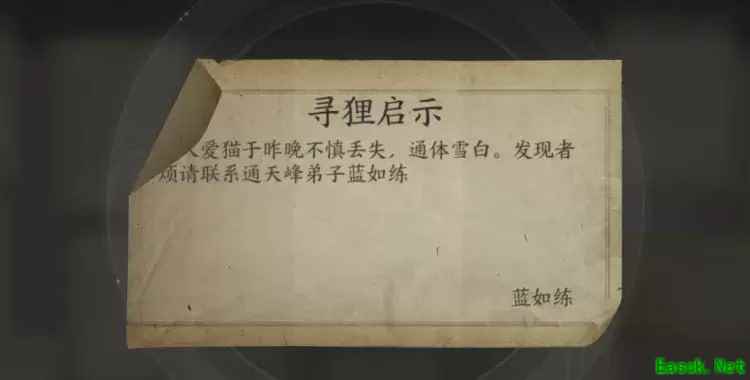 寻狸启示
人爱猫于昨晚不慎丢失，通体雪白。发现者
烦请联系通天峰弟子蓝如练
蓝如练
Easck.Net